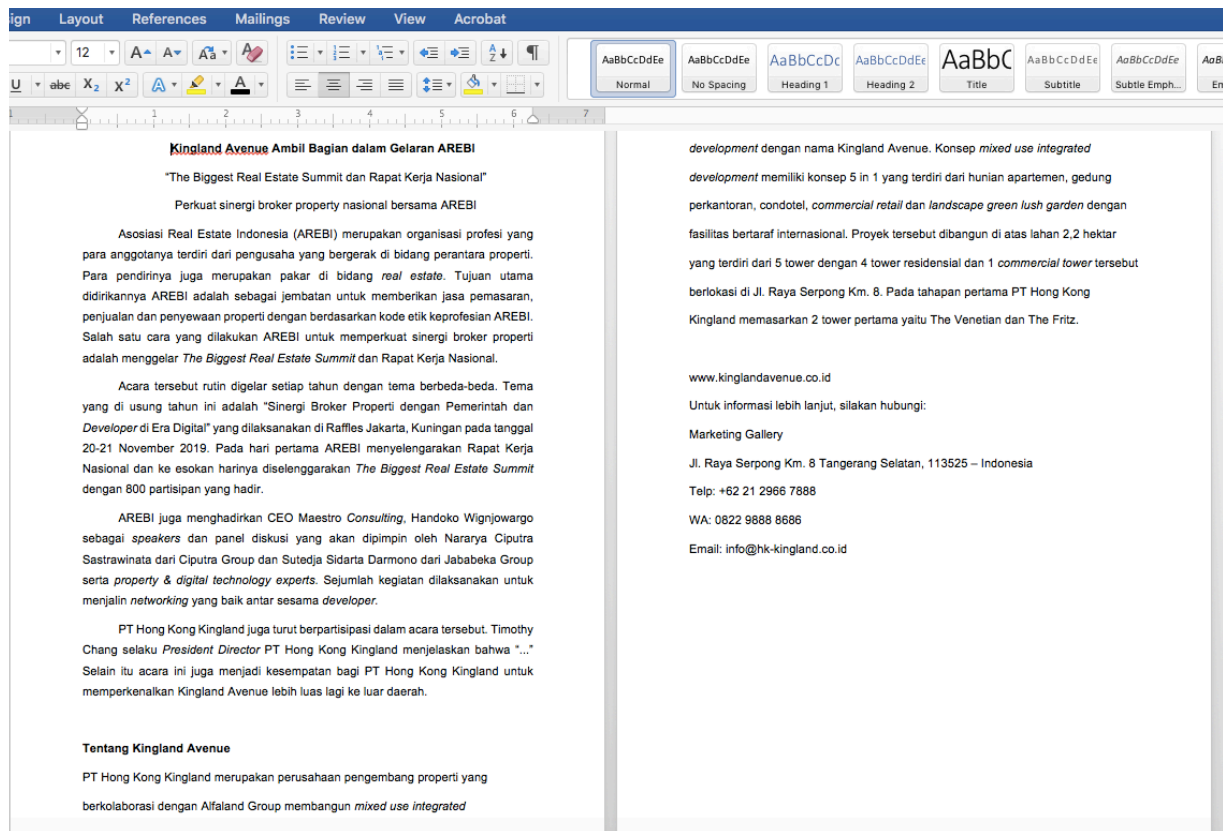 ign Layout References Mailings Review View Acrobat
12 A A Aa A A Z ¶
AaBbCcDdEe AaBbCcDdEe AaBbCcDc AaBbCcDdEe AaBbC AaBbCcDdEe AaBbCcDdEe AaBl
U abc X2 X2 A A
Normal No Spacing Heading 1 Heading 2 Title Subtitle Subtle Emph... Em
1 1 2 3 4 5 6 7
Kingland Avenue Ambil Bagian dalam Gelaran AREBI
“The Biggest Real Estate Summit dan Rapat Kerja Nasional”
Perkuat sinergi broker property nasional bersama AREBI
Asosiasi Real Estate Indonesia (AREBI) merupakan organisasi profesi yang
para anggotanya terdiri dari pengusaha yang bergerak di bidang perantara properti.
Para pendirinya juga merupakan pakar di bidang real estate. Tujuan utama
didirikannya AREBI adalah sebagai jembatan untuk memberikan jasa pemasaran,
penjualan dan penyewaan properti dengan berdasarkan kode etik keprofesian AREBI.
Salah satu cara yang dilakukan AREBI untuk memperkuat sinergi broker properti
adalah menggelar The Biggest Real Estate Summit dan Rapat Kerja Nasional.
Acara tersebut rutin digelar setiap tahun dengan tema berbeda-beda. Tema
yang di usung tahun ini adalah “Sinergi Broker Properti dengan Pemerintah dan
Developer di Era Digital” yang dilaksanakan di Raffles Jakarta, Kuningan pada tanggal
20-21 November 2019. Pada hari pertama AREBI menyelengarakan Rapat Kerja
Nasional dan ke esokan harinya diselenggarakan The Biggest Real Estate Summit
dengan 800 partisipan yang hadir.
AREBI juga menghadirkan CEO Maestro Consulting, Handoko Wignjowargo
sebagai speakers dan panel diskusi yang akan dipimpin oleh Nararya Ciputra
Sastrawinata dari Ciputra Group dan Sutedja Sidarta Darmono dari Jababeka Group
serta property & digital technology experts. Sejumlah kegiatan dilaksanakan untuk
menjalin networking yang baik antar sesama developer.
PT Hong Kong Kingland juga turut berpartisipasi dalam acara tersebut. Timothy
Chang selaku President Director PT Hong Kong Kingland menjelaskan bahwa “...”
Selain itu acara ini juga menjadi kesempatan bagi PT Hong Kong Kingland untuk
memperkenalkan Kingland Avenue lebih luas lagi ke luar daerah.
Tentang Kingland Avenue
PT Hong Kong Kingland merupakan perusahaan pengembang properti yang
berkolaborasi dengan Alfaland Group membangun mixed use integrated
development dengan nama Kingland Avenue. Konsep mixed use integrated
development memiliki konsep 5 in 1 yang terdiri dari hunian apartemen, gedung
perkantoran, condotel, commercial retail dan landscape green lush garden dengan
fasilitas bertaraf internasional. Proyek tersebut dibangun di atas lahan 2,2 hektar
yang terdiri dari 5 tower dengan 4 tower residensial dan 1 commercial tower tersebut
berlokasi di Jl. Raya Serpong Km. 8. Pada tahapan pertama PT Hong Kong
Kingland memasarkan 2 tower pertama yaitu The Venetian dan The Fritz.
www.kinglandavenue.co.id
Untuk informasi lebih lanjut, silakan hubungi:
Marketing Gallery
Jl. Raya Serpong Km. 8 Tangerang Selatan, 113525 – Indonesia
Telp: +62 21 2966 7888
WA: 0822 9888 8686
Email: info@hk-kingland.co.id